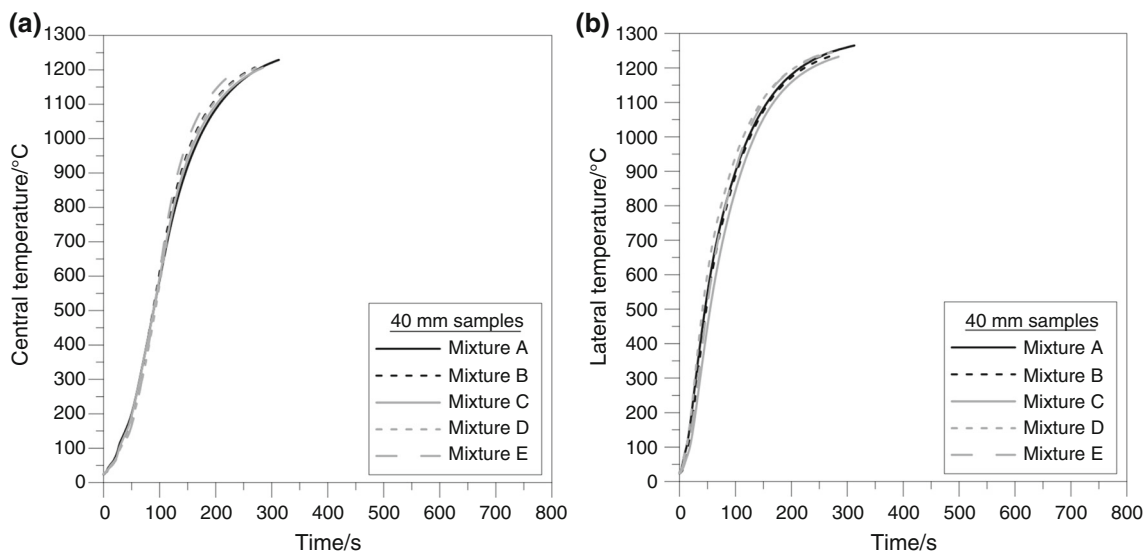 (a)
1300
1200
1100
1000
900
800
700
600
500
400
300
200
100
0
Central temperature/°C
0 100 200 300 400 500 600 700 800
Time/s
40 mm samples
Mixture A
Mixture B
Mixture C
Mixture D
Mixture E
(b)
1300
1200
1100
1000
900
800
700
600
500
400
300
200
100
0
Lateral temperature/°C
0 100 200 300 400 500 600 700 800
Time/s
40 mm samples
Mixture A
Mixture B
Mixture C
Mixture D
Mixture E